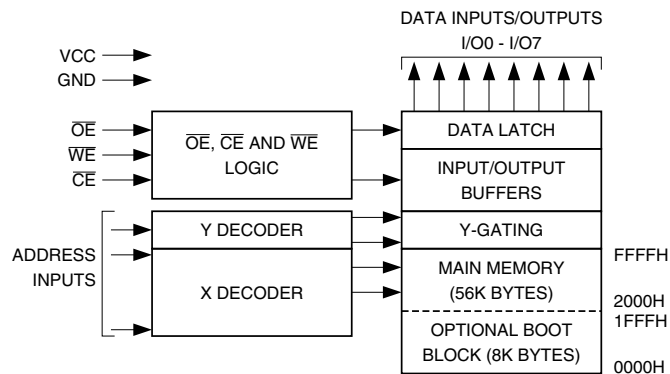 DATA INPUTS/OUTPUTS
I/O0 - I/O7
VCC
GND
OE
WE
CE
OE, CE AND WE
LOGIC
DATA LATCH
INPUT/OUTPUT
BUFFERS
ADDRESS
INPUTS
Y DECODER
X DECODER
Y-GATING
MAIN MEMORY
(56K BYTES)
OPTIONAL BOOT
BLOCK (8K BYTES)
FFFFH
2000H
1FFFH
0000H